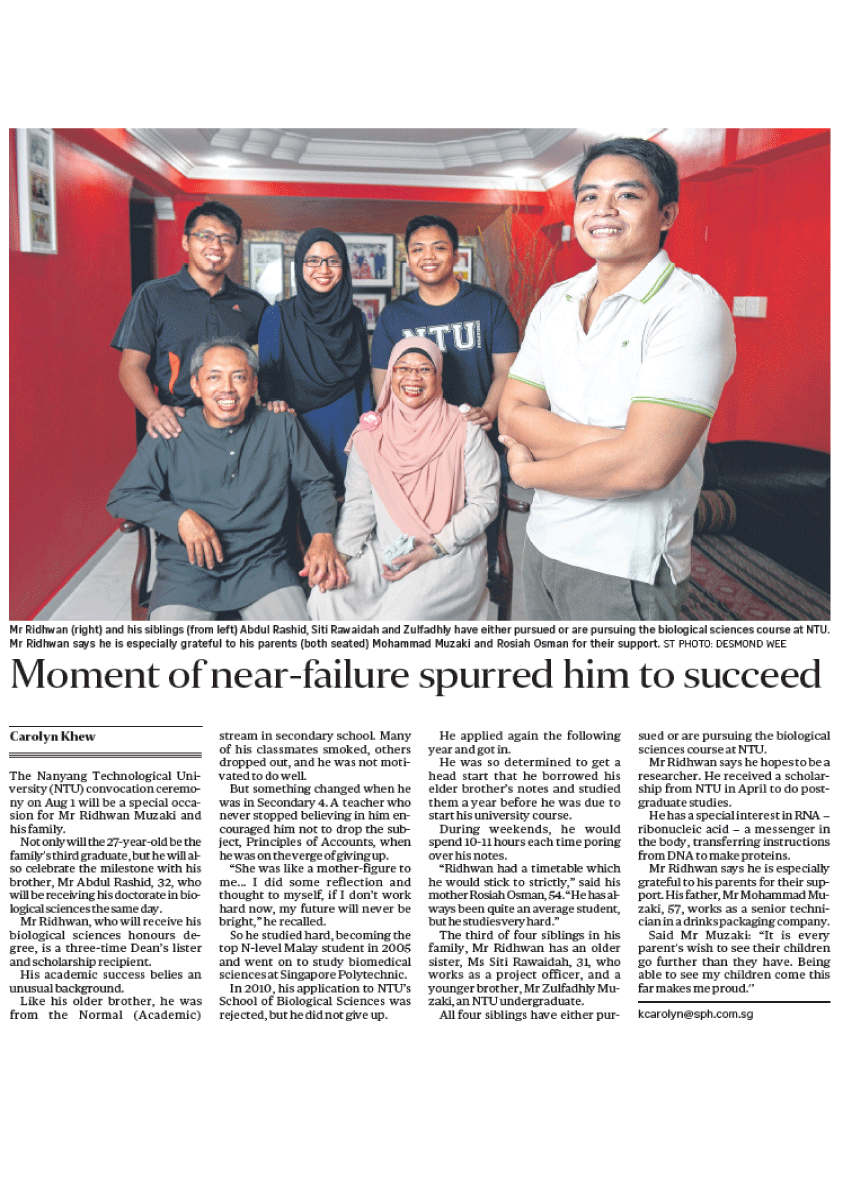 NTU
SINGAPORE
Mr Ridhwan (right) and his siblings (from left) Abdul Rashid, Siti Rawaidah and Zulfadhly have either pursued or are pursuing the biological sciences course at NTU.
Mr Ridhwan says he is especially grateful to his parents (both seated) Mohammad Muzaki and Rosiah Osman for their support. ST PHOTO: DESMOND WEE
Moment of near-failure spurred him to succeed
Carolyn Khew
The Nanyang Technological Uni-
versity (NTU) convocation ceremo-
ny on Aug 1 will be a special occa-
sion for Mr Ridhwan Muzaki and
his family.
Not only will the 27-year-old be the
family's third graduate, but he will al-
so celebrate the milestone with his
brother, Mr Abdul Rashid, 32, who
will be receiving his doctorate in bio-
logical sciences the same day.
Mr Ridhwan, who will receive his
biological sciences honours de-
gree, is a three-time Dean's lister
and scholarship recipient.
His academic success belies an
unusual background.
Like his older brother, he was
from the Normal (Academic)
stream in secondary school. Many
of his classmates smoked, others
dropped out, and he was not moti-
vated to do well.
But something changed when he
was in Secondary 4. A teacher who
never stopped believing in him en-
couraged him not to drop the sub-
ject, Principles of Accounts, when
he was on the verge of giving up.
"She was like a mother-figure to
me... I did some reflection and
thought to myself, if I don't work
hard now, my future will never be
bright," he recalled.
So he studied hard, becoming the
top N-level Malay student in 2005
and went on to study biomedical
sciences at Singapore Polytechnic.
In 2010, his application to NTU's
School of Biological Sciences was
rejected, but he did not give up.
He applied again the following
year and got in.
He was so determined to get a
head start that he borrowed his
elder brother's notes and studied
them a year before he was due to
start his university course.
During weekends, he would
spend 10-11 hours each time poring
over his notes.
"Ridhwan had a timetable which
he would stick to strictly," said his
mother Rosiah Osman, 54. "He has al-
ways been quite an average student,
but he studies very hard."
The third of four siblings in his
family, Mr Ridhwan has an older
sister, Ms Siti Rawaidah, 31, who
works as a project officer, and a
younger brother, Mr Zulfadhly Mu-
zaki, an NTU undergraduate.
All four siblings have either pur-
sued or are pursuing the biological
sciences course at NTU.
Mr Ridhwan says he hopes to be a
researcher. He received a scholar-
ship from NTU in April to do post-
graduate studies.
He has a special interest in RNA –
ribonucleic acid – a messenger in
the body, transferring instructions
from DNA to make proteins.
Mr Ridhwan says he is especially
grateful to his parents for their sup-
port. His father, Mr Mohammad Mu-
zaki, 57, works as a senior techni-
cian in a drinks packaging company.
Said Mr Muzaki: "It is every
parent's wish to see their children
go further than they have. Being
able to see my children come this
far makes me proud."
kcarolyn@sph.com.sg